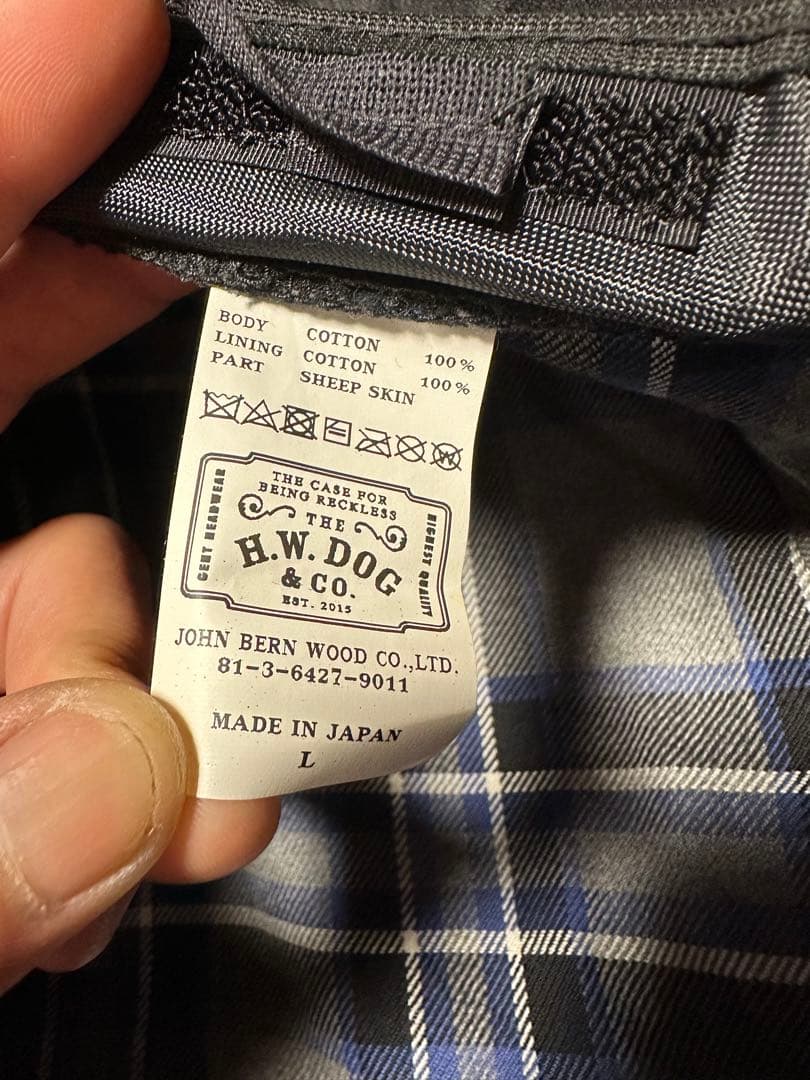 BODY COTTON 100%
LINING COTTON 100%
PART SHEEP SKIN
THE CASE FOR
BEING RECKLESS
GENT HEADWEAR
THE
H.W. DOG
& CO.
EST. 2015
HIGHEST QUALITY
JOHN BERN WOOD CO.,LTD.
81-3-6427-9011
MADE IN JAPAN
L